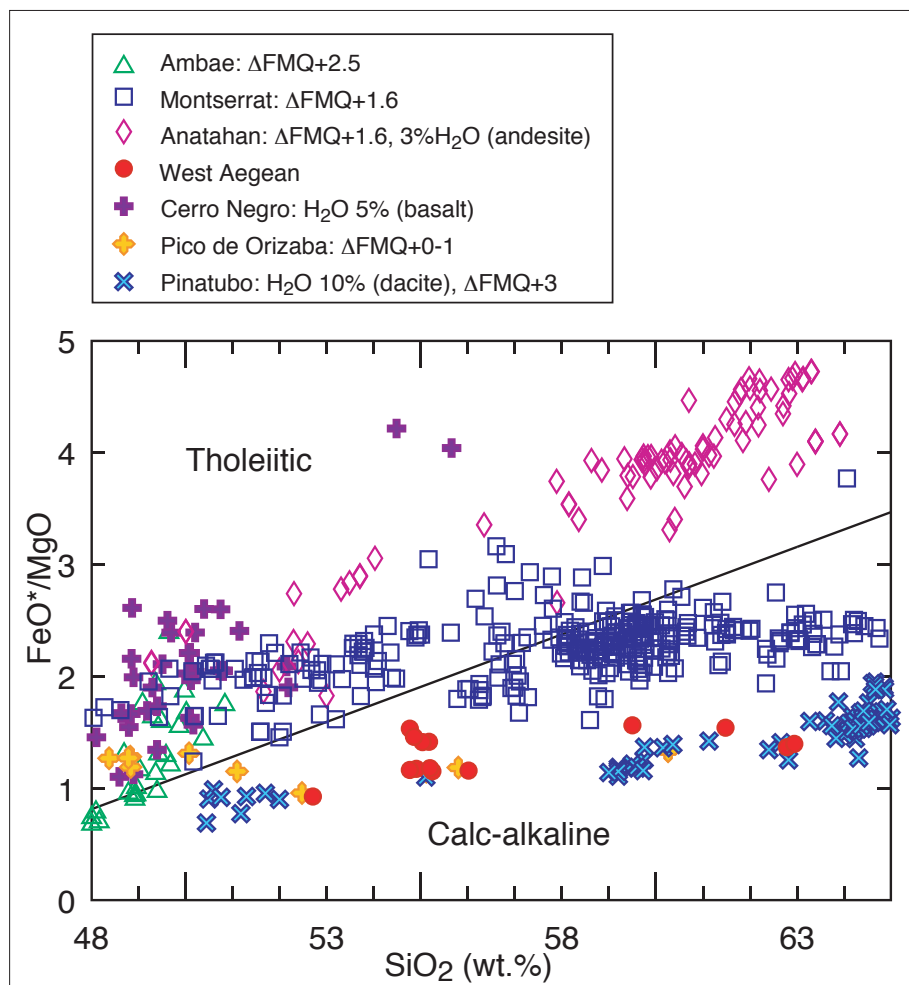 Ambae: ΔFMQ+2.5
Montserrat: ΔFMQ+1.6
Anatahan: ΔFMQ+1.6, 3%H₂O (andesite)
West Aegean
Cerro Negro: H₂O 5% (basalt)
Pico de Orizaba: ΔFMQ+0-1
Pinatubo: H₂O 10% (dacite), ΔFMQ+3
5
4
3
2
1
0
FeO*/MgO
Tholeiitic
Calc-alkaline
48 53 58 63
SiO₂ (wt.%)